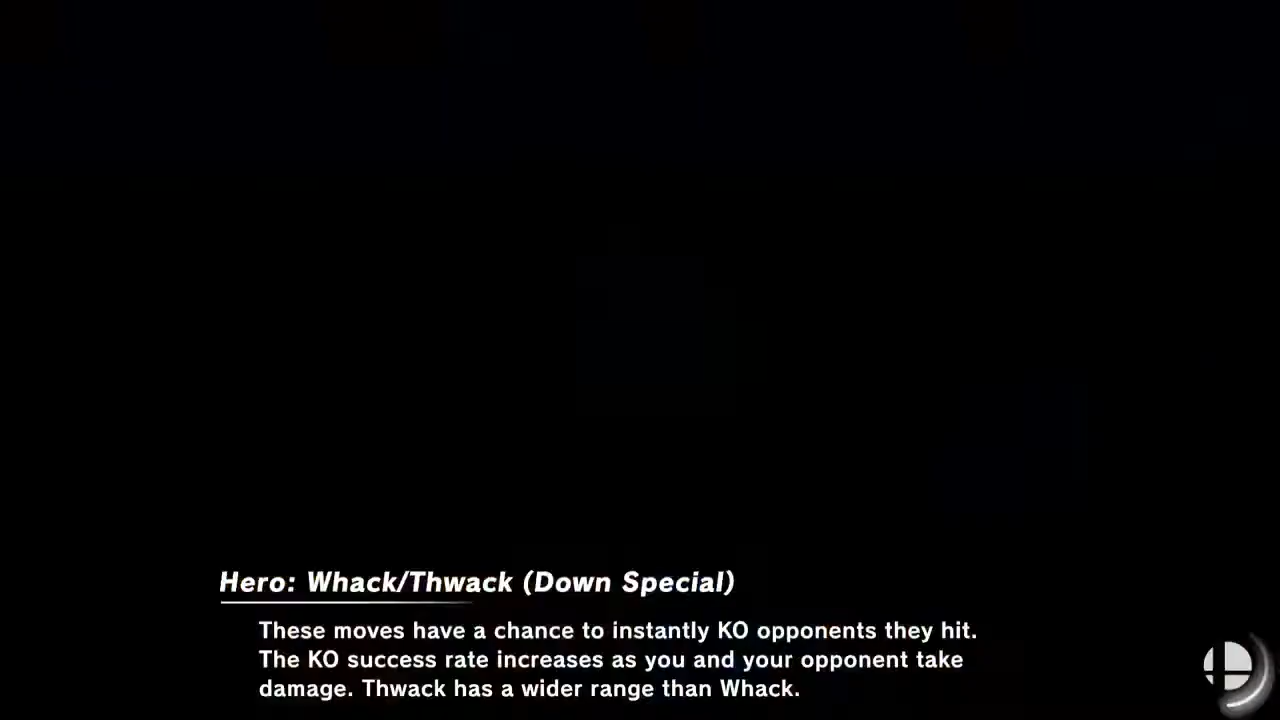 Hero: Whack/Thwack (Down Special)
These moves have a chance to instantly KO opponents they hit.
The KO success rate increases as you and your opponent take
damage. Thwack has a wider range than Whack.